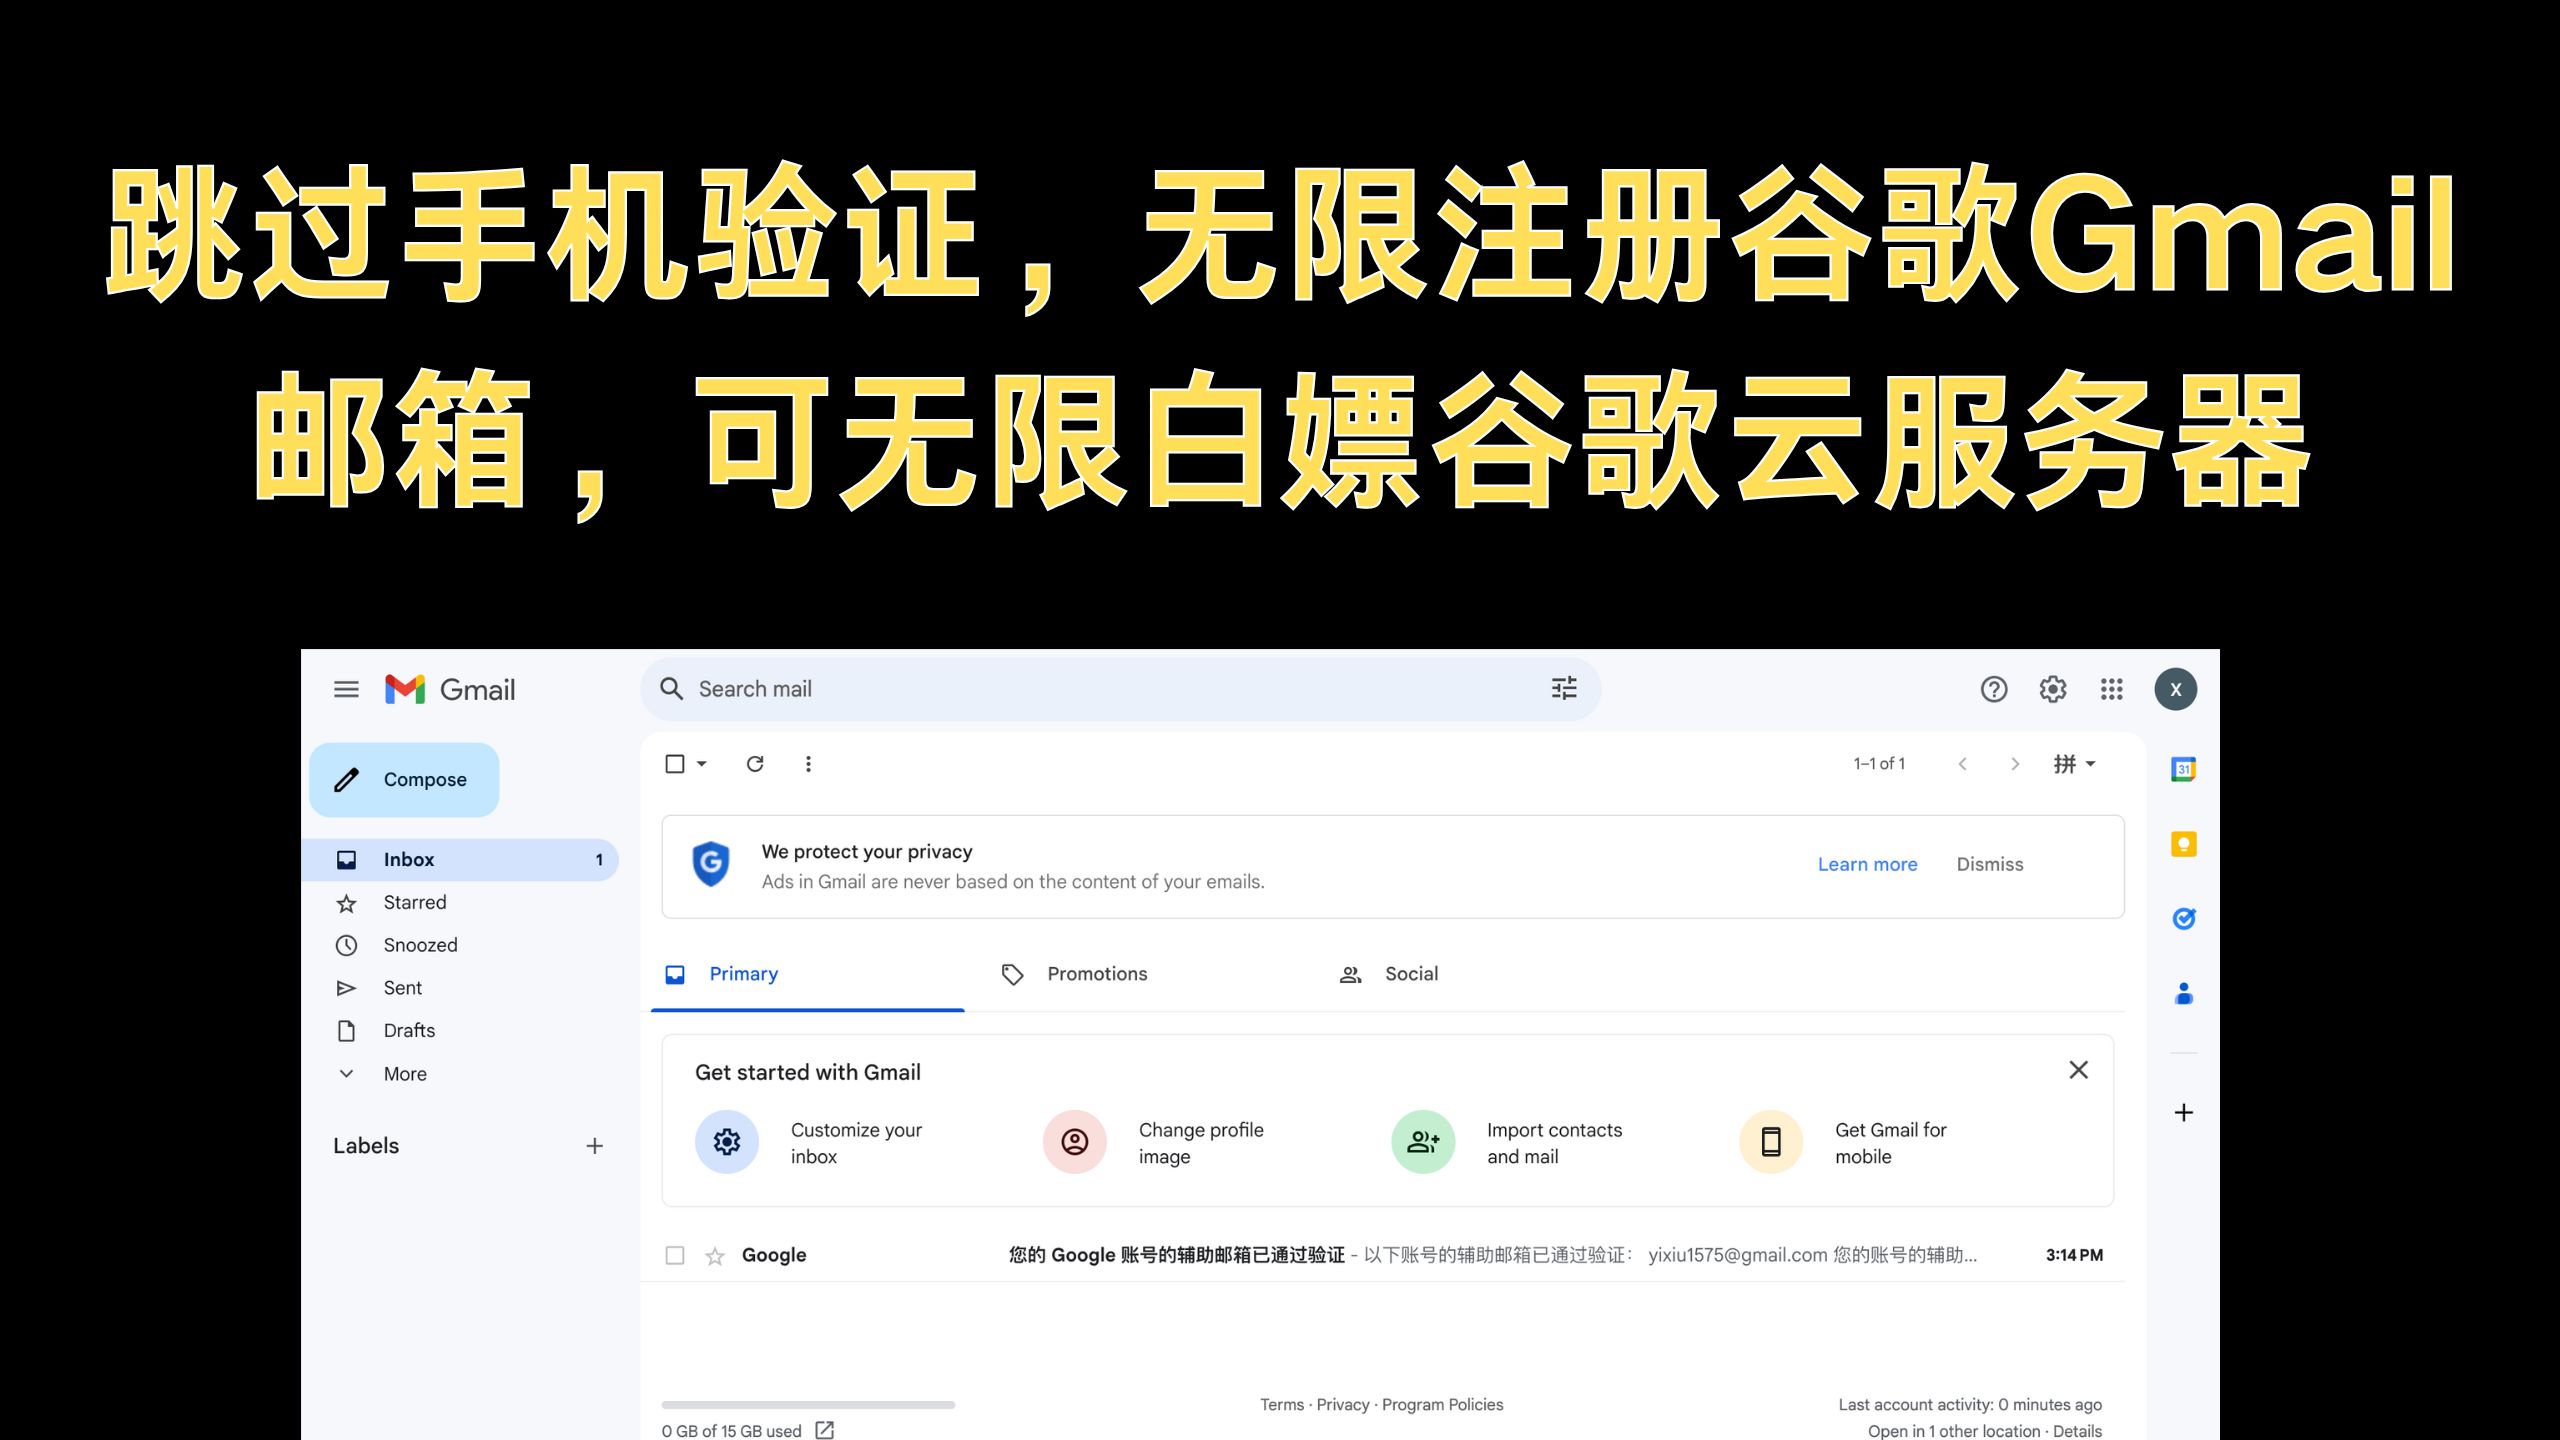 跳过手机验证，无限注册谷歌Gmail
邮箱，可无限白嫖谷歌云服务器
Gmail
Search mail
X
Compose
1–1 of 1
拼
31
We protect your privacy
Ads in Gmail are never based on the content of your emails.
Learn more
Dismiss
Inbox
1
Starred
Snoozed
Sent
Drafts
More
Labels
Primary
Promotions
Social
Get started with Gmail
Customize your
inbox
Change profile
image
Import contacts
and mail
Get Gmail for
mobile
Google
您的 Google 账号的辅助邮箱已通过验证 - 以下账号的辅助邮箱已通过验证： yixiu1575@gmail.com 您的账号的辅助...
3:14 PM
0 GB of 15 GB used
Terms · Privacy · Program Policies
Last account activity: 0 minutes ago
Open in 1 other location · Details